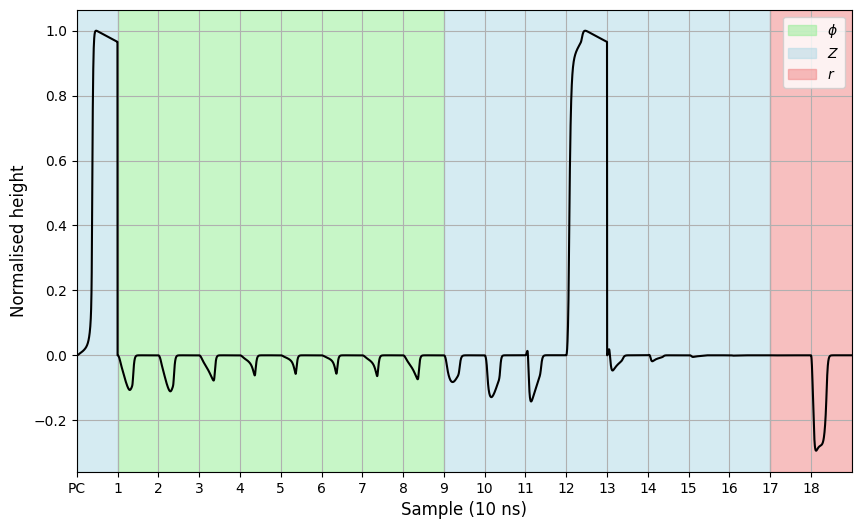 ϕ
Z
r
Normalised height
1.0
0.8
0.6
0.4
0.2
0.0
−0.2
PC 1 2 3 4 5 6 7 8 9 10 11 12 13 14 15 16 17 18
Sample (10 ns)